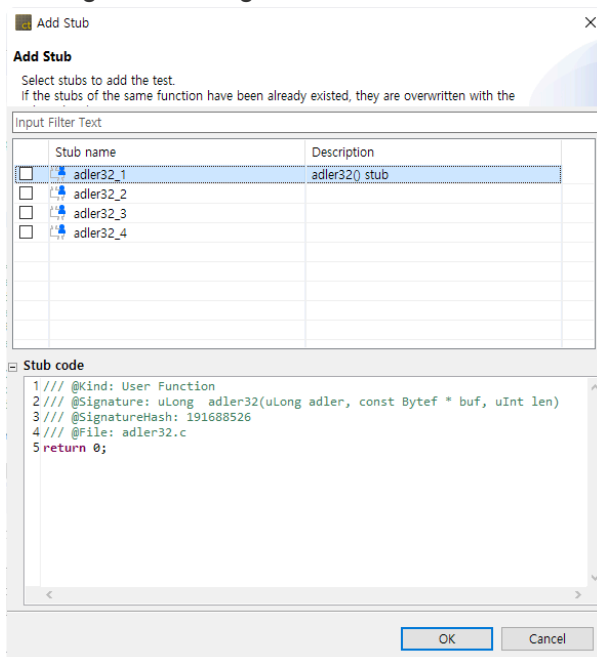 ct Add Stub
Add Stub
Select stubs to add the test.
If the stubs of the same function have been already existed, they are overwritten with the
Input Filter Text
Stub name Description
adler32_1 adler32() stub
adler32_2
adler32_3
adler32_4
Stub code
1 /// @Kind: User Function
2 /// @Signature: uLong  adler32(uLong adler, const Bytef * buf, uInt len)
3 /// @SignatureHash: 191688526
4 /// @File: adler32.c
5 return 0;
OK Cancel